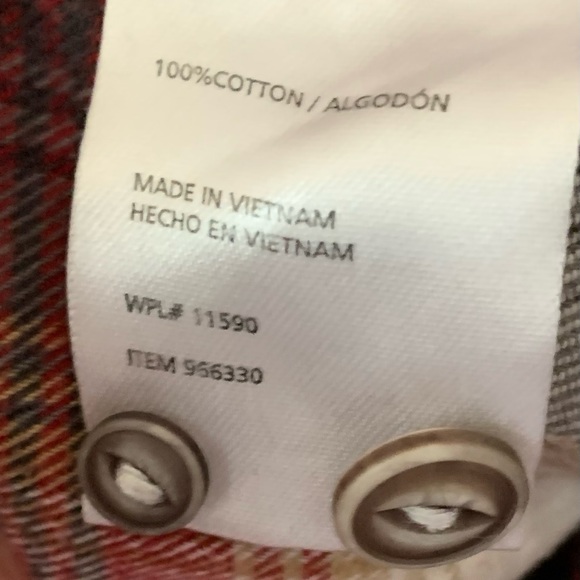 100%COTTON / ALGODÓN
MADE IN VIETNAM
HECHO EN VIETNAM
WPL# 11590
ITEM 966330